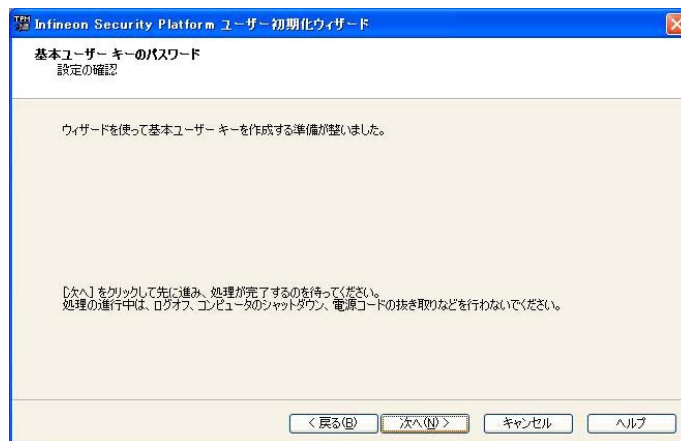 Infineon Security Platform ユーザー初期化ウィザード
基本ユーザー キーのパスワード
設定の確認
ウィザードを使って基本ユーザー キーを作成する準備が整いました。
[次へ] をクリックして先に進み、処理が完了するのを待ってください。
処理の進行中は、ログオフ、コンピュータのシャットダウン、電源コードの抜き取りなどを行わないでください。
< 戻る(B)
次へ(N) >
キャンセル
ヘルプ